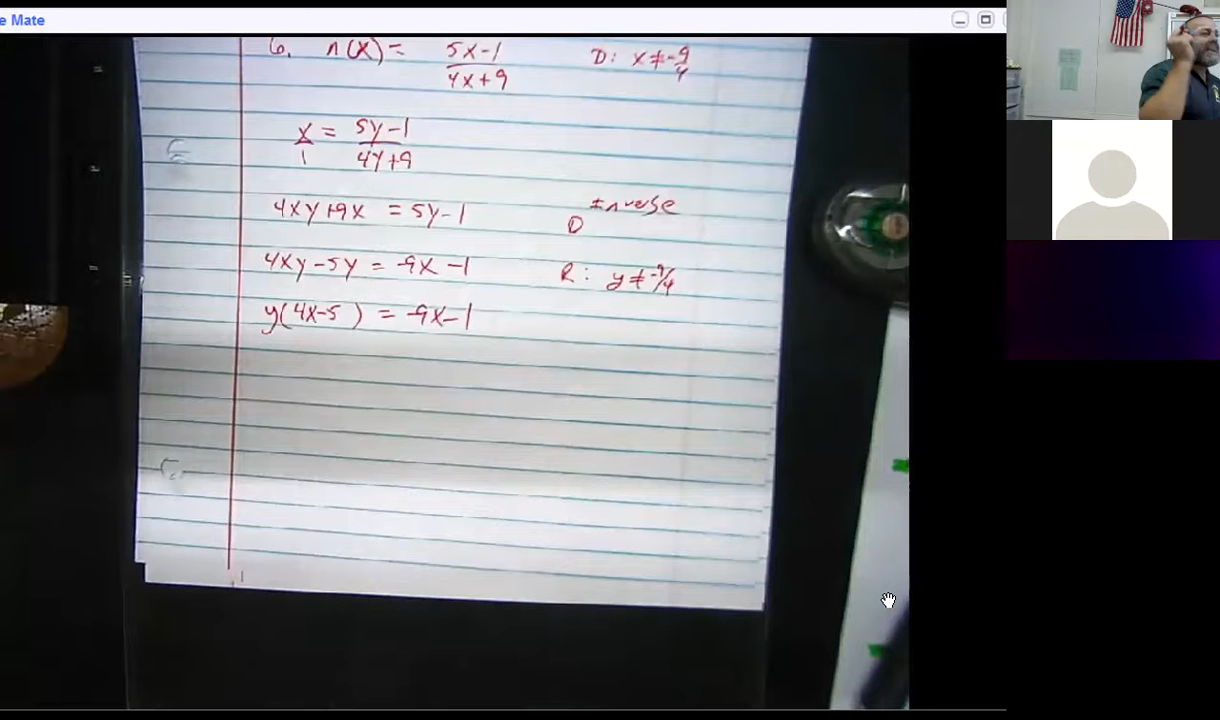 e Mate
6. n(x) = 5x-1/4x+9 D: x ≠ -9/4
x/1 = 5y-1/4y+9
4xy+9x = 5y-1 Inverse
D
4xy-5y = -9x-1 R: y ≠ -9/4
y(4x-5) = -9x-1